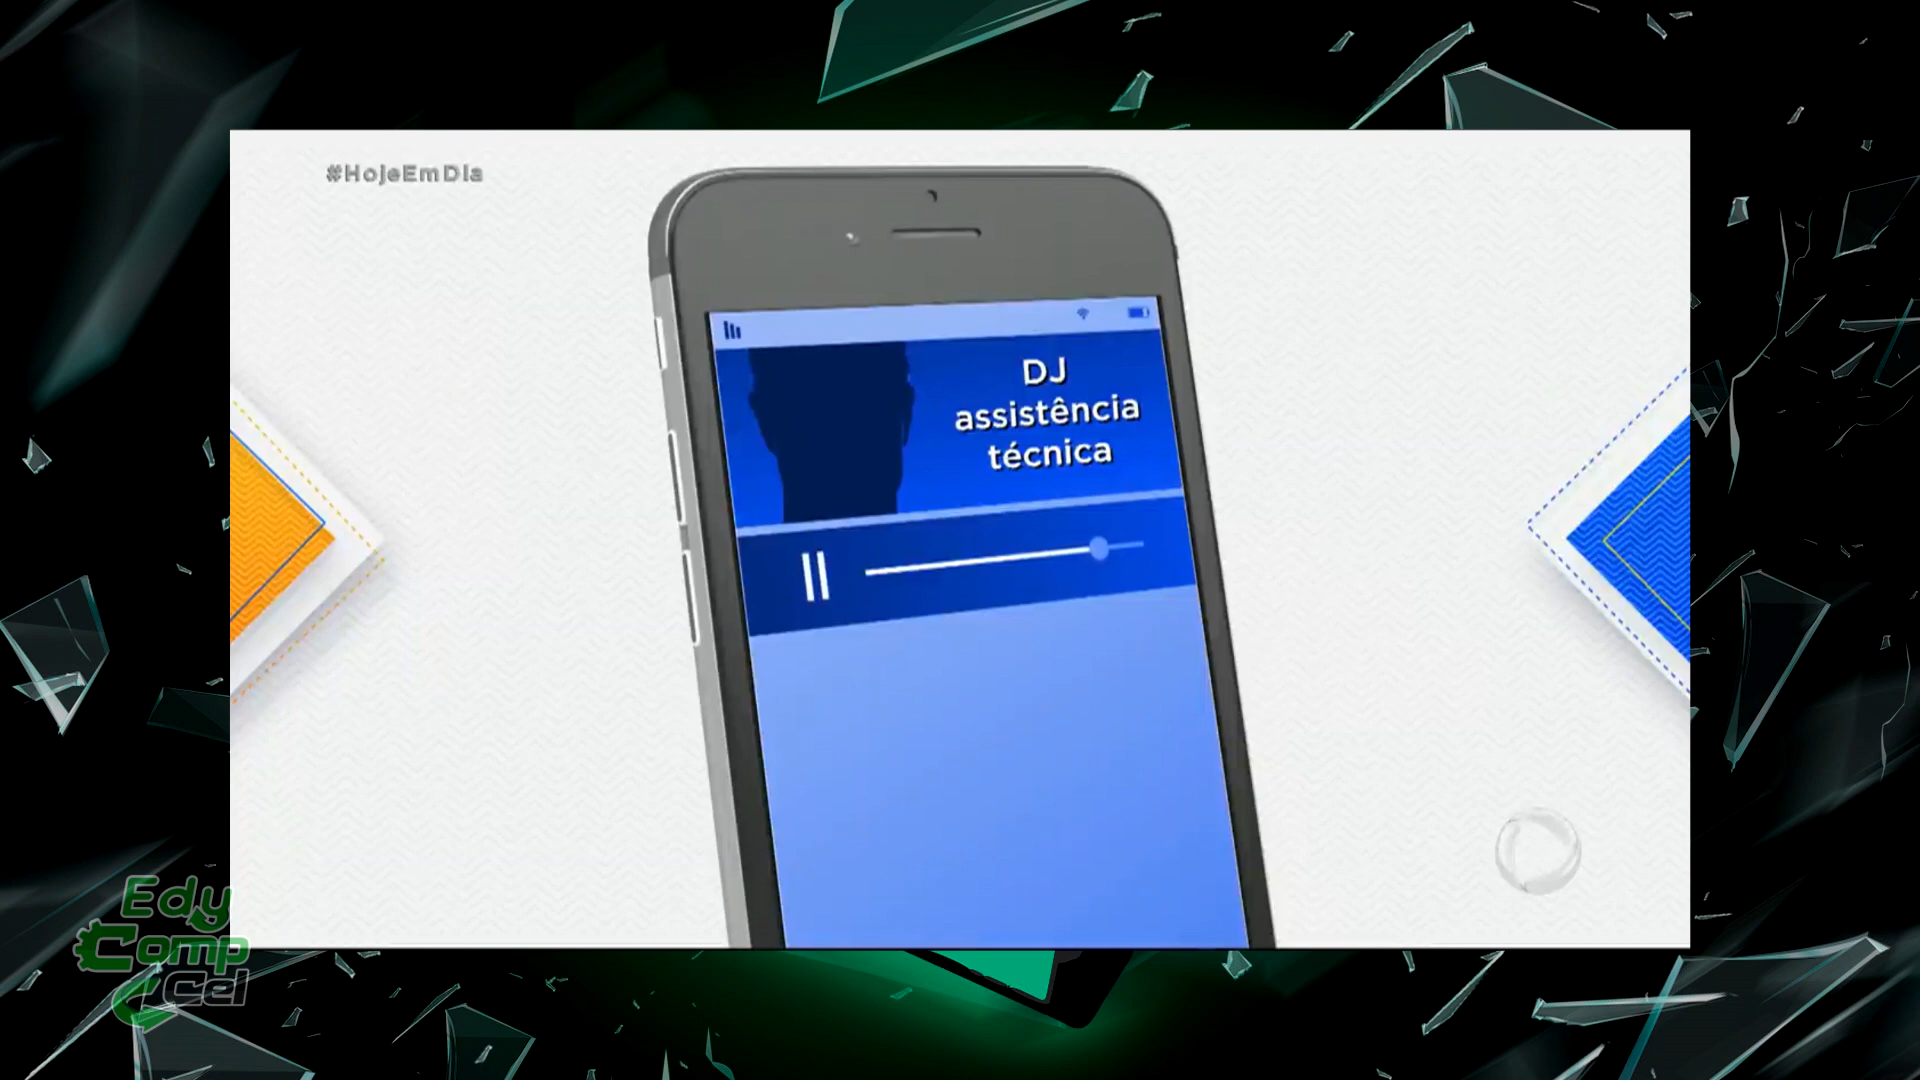 #HojeEmDia
DJ
assistência
técnica
Edy
Comp
Cel